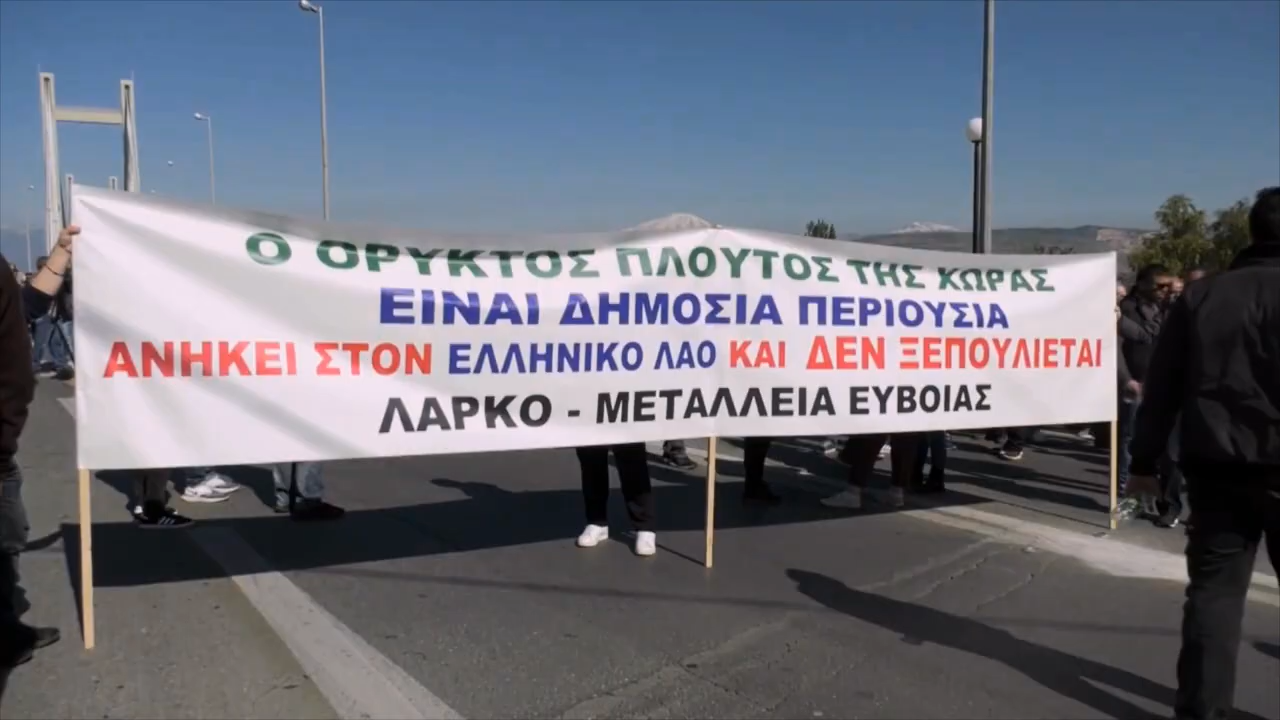 Ο ΟΡΥΚΤΟΣ ΠΛΟΥΤΟΣ ΤΗΣ ΧΩΡΑΣ
ΕΙΝΑΙ ΔΗΜΟΣΙΑ ΠΕΡΙΟΥΣΙΑ
ΑΝΗΚΕΙ ΣΤΟΝ ΕΛΛΗΝΙΚΟ ΛΑΟ ΚΑΙ ΔΕΝ ΞΕΠΟΥΛΙΕΤΑΙ
ΛΑΡΚΟ - ΜΕΤΑΛΛΕΙΑ ΕΥΒΟΙΑΣ